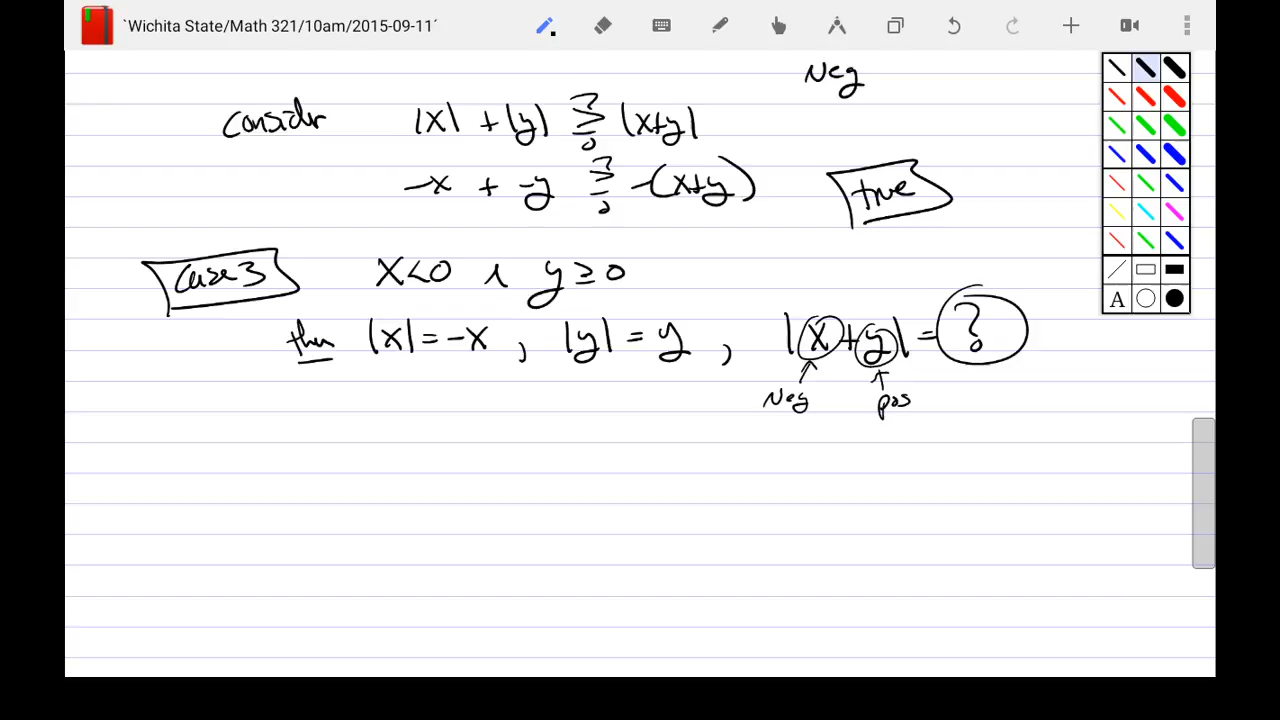 `Wichita State/Math 321/10am/2015-09-11´
Neg
Consider |x| + |y| ≥? |x+y|
-x + -y ≥? -(x+y) true
Case 3 x<0 ∧ y ≥ 0
then |x| = -x , |y| = y , |x+y| = ?
Neg pos
A